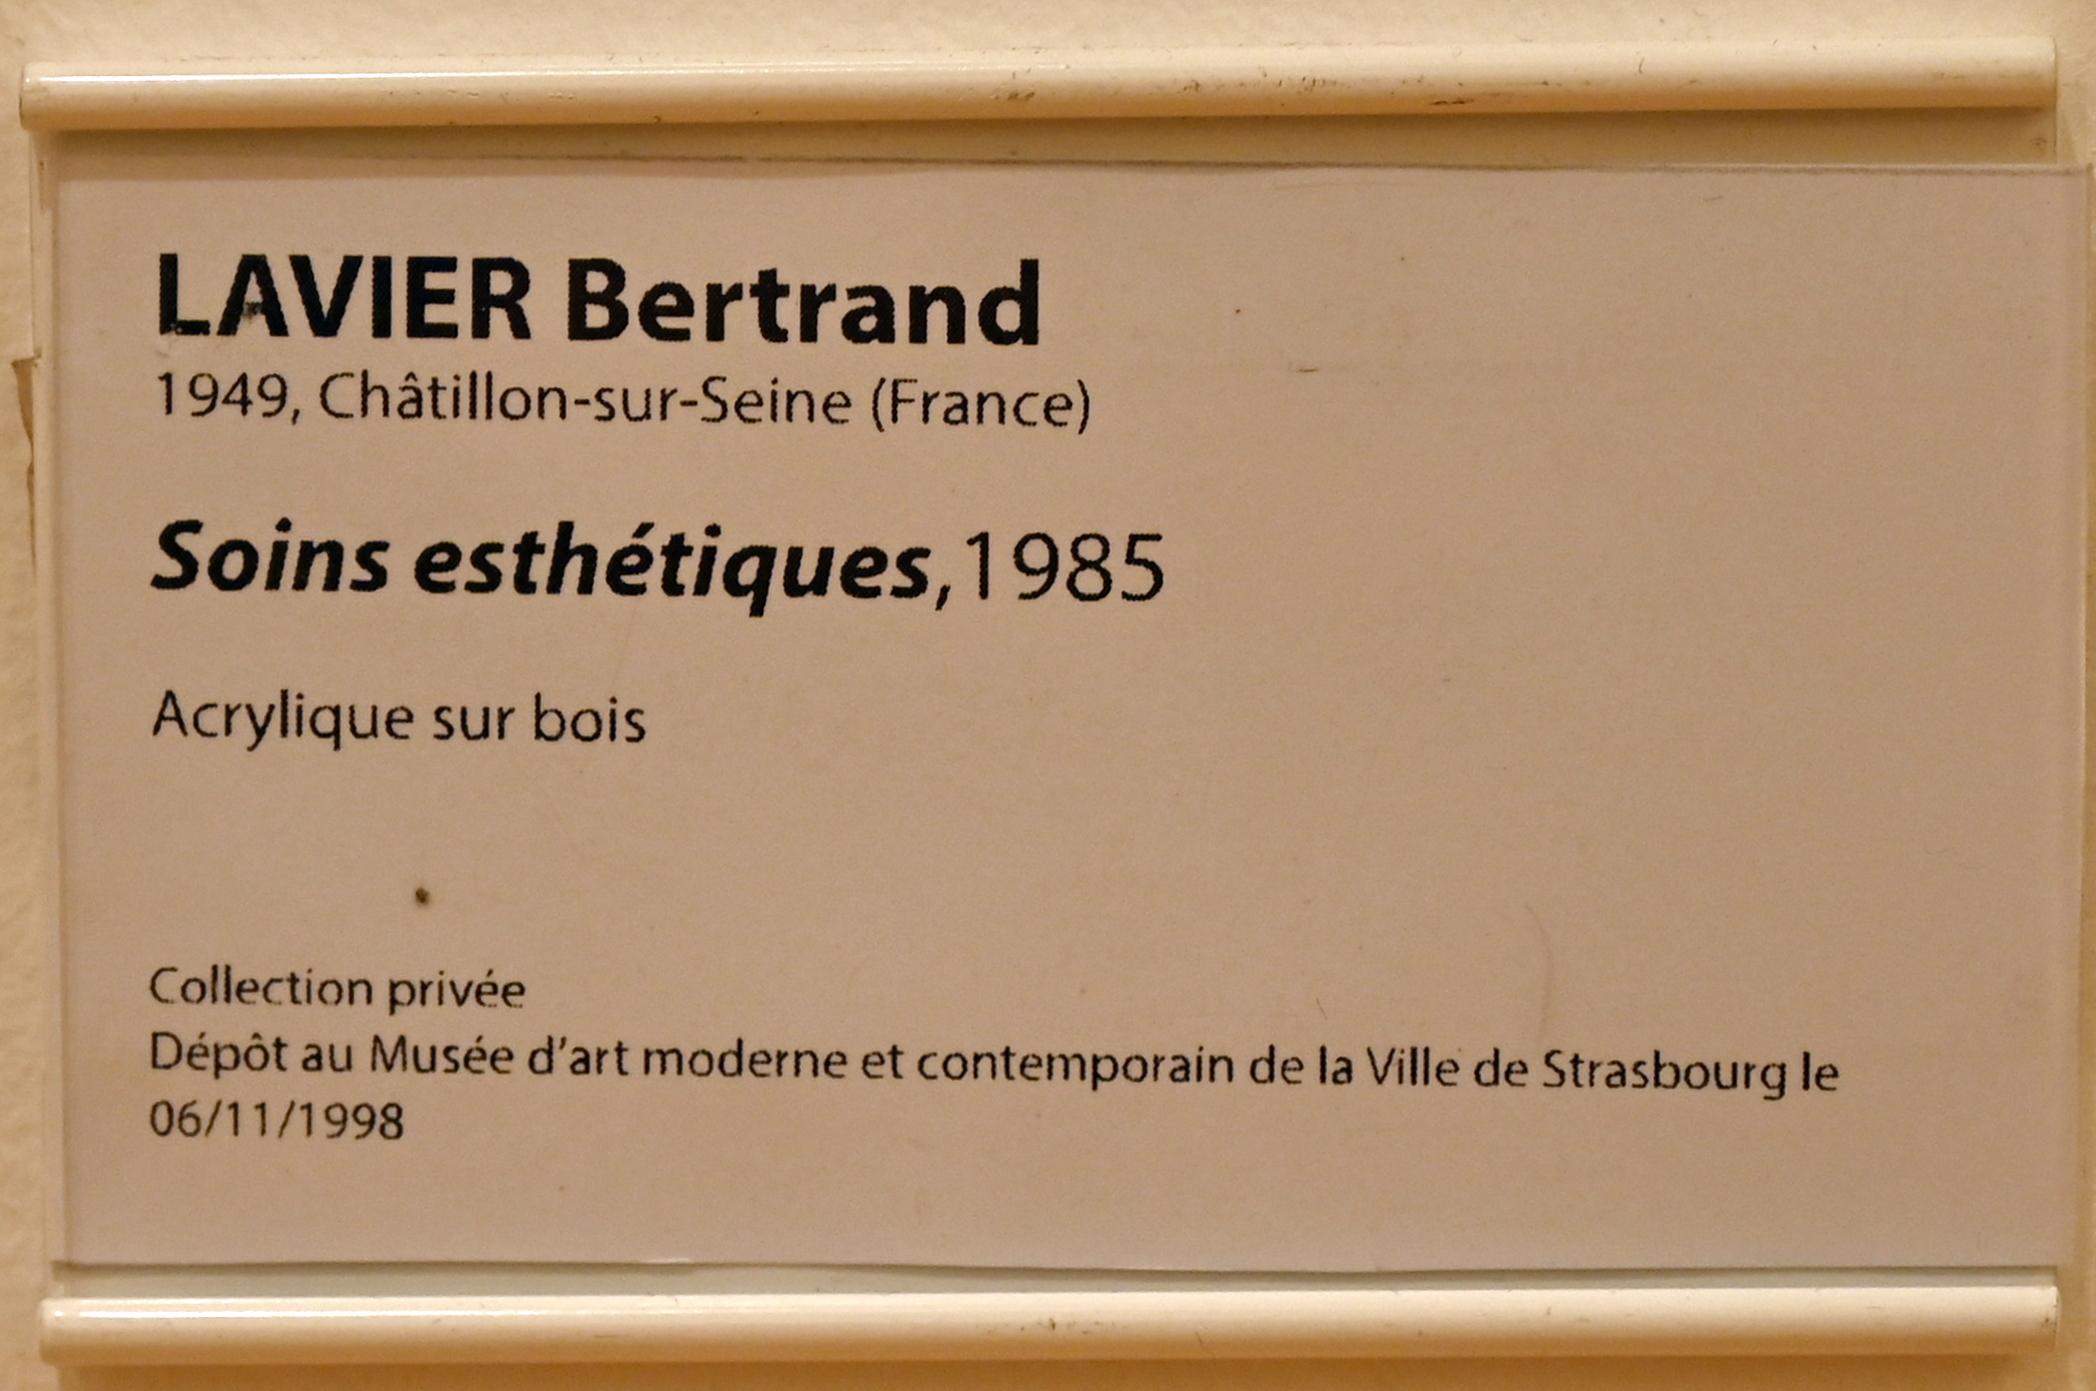 LAVIER Bertrand
1949, Châtillon-sur-Seine (France)
Soins esthétiques,1985
Acrylique sur bois
Collection privée
Dépôt au Musée d'art moderne et contemporain de la Ville de Strasbourg le
06/11/1998